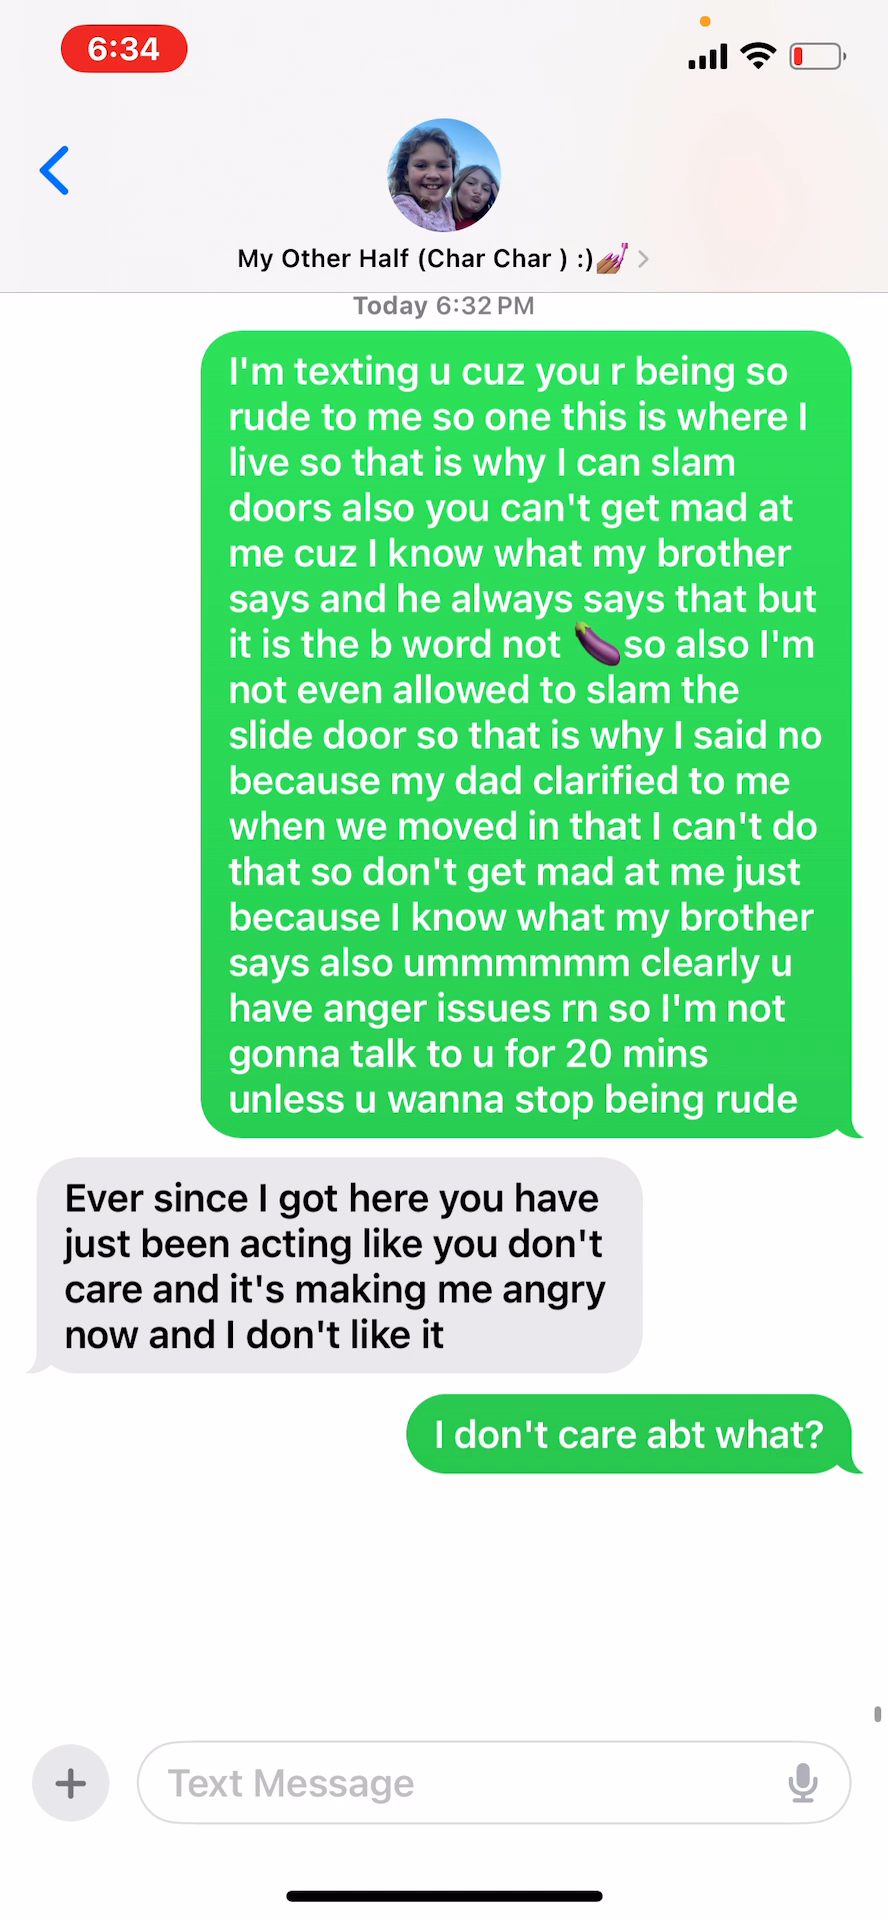 6:34
My Other Half (Char Char ) :)💅🏽
Today 6:32 PM
I'm texting u cuz you r being so
rude to me so one this is where I
live so that is why I can slam
doors also you can't get mad at
me cuz I know what my brother
says and he always says that but
it is the b word not 🍆so also I'm
not even allowed to slam the
slide door so that is why I said no
because my dad clarified to me
when we moved in that I can't do
that so don't get mad at me just
because I know what my brother
says also ummmmmm clearly u
have anger issues rn so I'm not
gonna talk to u for 20 mins
unless u wanna stop being rude
Ever since I got here you have
just been acting like you don't
care and it's making me angry
now and I don't like it
I don't care abt what?
Text Message